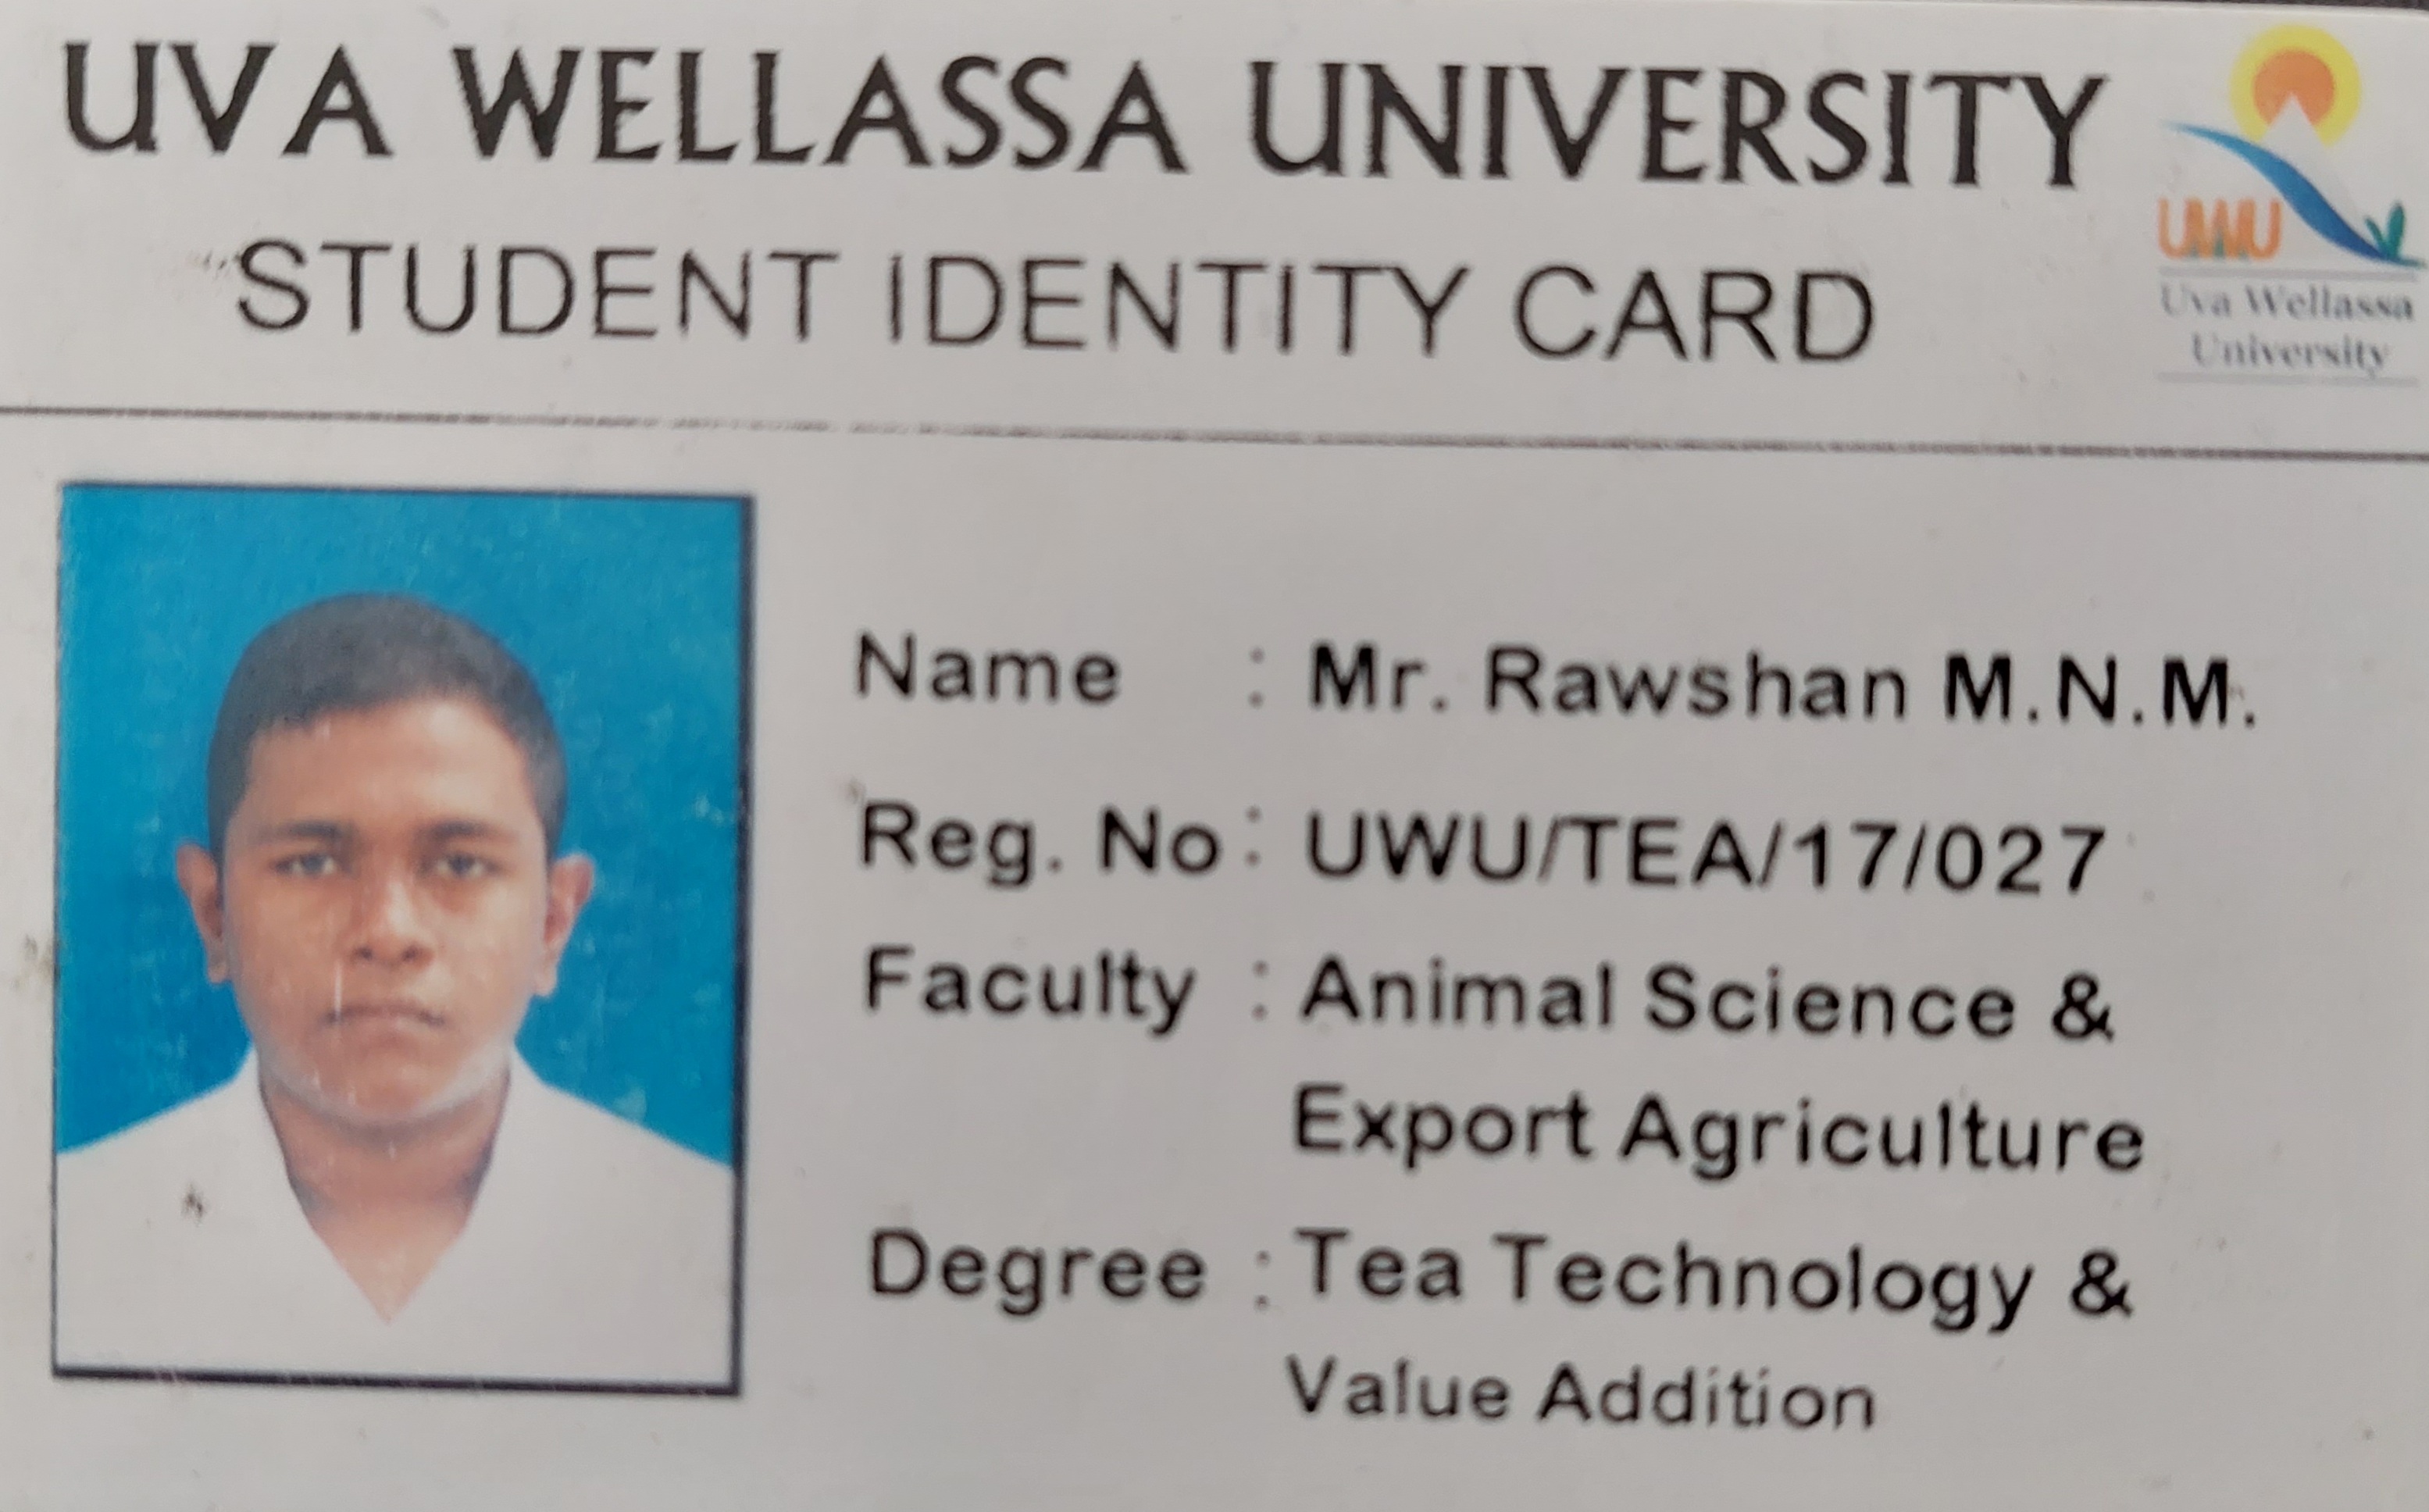 UVA WELLASSA UNIVERSITY
STUDENT IDENTITY CARD
UWU
Uva Wellassa
University
Name : Mr. Rawshan M.N.M.
Reg. No : UWU/TEA/17/027
Faculty : Animal Science &
Export Agriculture
Degree : Tea Technology &
Value Addition